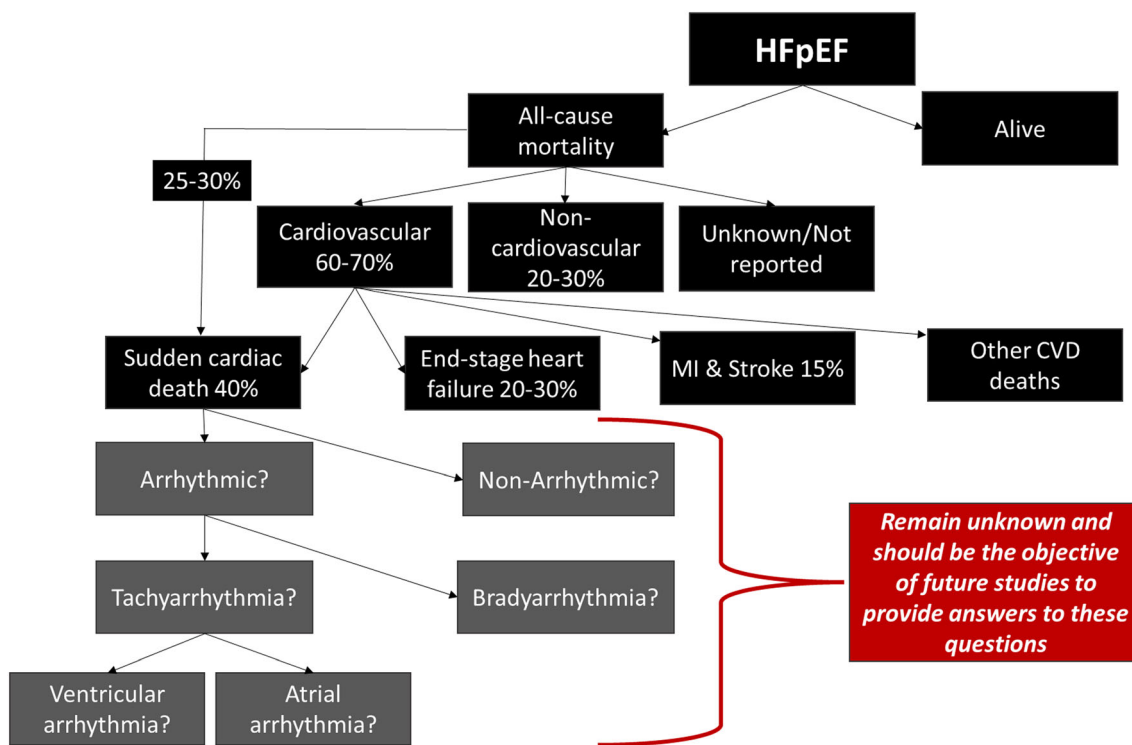 HFpEF
All-cause
mortality
Alive
25-30%
Cardiovascular
60-70%
Non-
cardiovascular
20-30%
Unknown/Not
reported
Sudden cardiac
death 40%
End-stage heart
failure 20-30%
MI & Stroke 15%
Other CVD
deaths
Arrhythmic?
Non-Arrhythmic?
Tachyarrhythmia?
Bradyarrhythmia?
Ventricular
arrhythmia?
Atrial
arrhythmia?
Remain unknown and
should be the objective
of future studies to
provide answers to these
questions